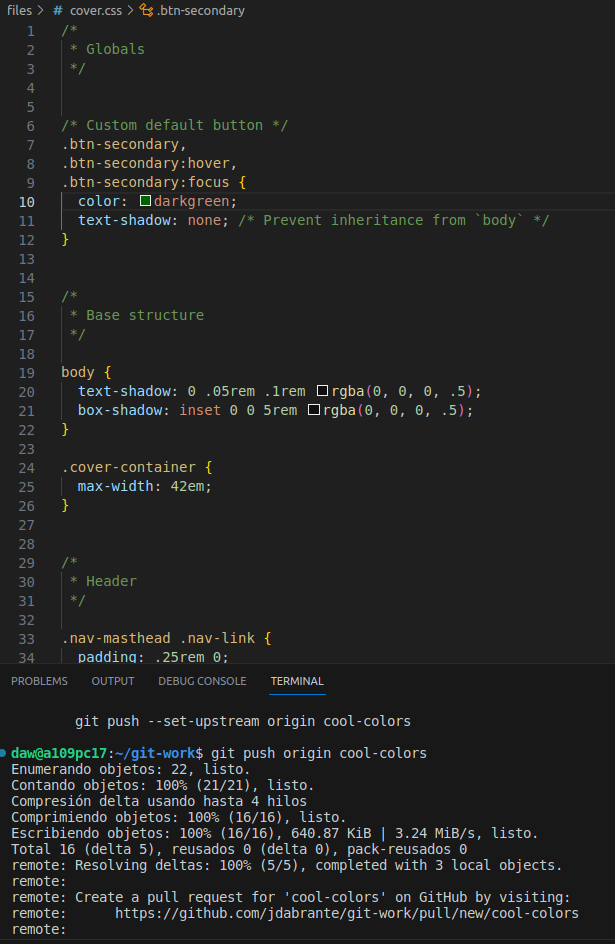 files > # cover.css > .btn-secondary
1 /*
2 * Globals
3 */
4
5
6 /* Custom default button */
7 .btn-secondary,
8 .btn-secondary:hover,
9 .btn-secondary:focus {
10 color: darkgreen;
11 text-shadow: none; /* Prevent inheritance from `body` */
12 }
13
14
15 /*
16 * Base structure
17 */
18
19 body {
20 text-shadow: 0 .05rem .1rem rgba(0, 0, 0, .5);
21 box-shadow: inset 0 0 5rem rgba(0, 0, 0, .5);
22 }
23
24 .cover-container {
25 max-width: 42em;
26 }
27
28
29 /*
30 * Header
31 */
32
33 .nav-masthead .nav-link {
34 padding: .25rem 0;
PROBLEMS OUTPUT DEBUG CONSOLE TERMINAL
git push --set-upstream origin cool-colors
daw@a109pc17:~/git-work$ git push origin cool-colors
Enumerando objetos: 22, listo.
Contando objetos: 100% (21/21), listo.
Compresión delta usando hasta 4 hilos
Comprimiendo objetos: 100% (16/16), listo.
Escribiendo objetos: 100% (16/16), 640.87 KiB | 3.24 MiB/s, listo.
Total 16 (delta 5), reusados 0 (delta 0), pack-reusados 0
remote: Resolving deltas: 100% (5/5), completed with 3 local objects.
remote:
remote: Create a pull request for 'cool-colors' on GitHub by visiting:
remote: https://github.com/jdabrante/git-work/pull/new/cool-colors
remote: